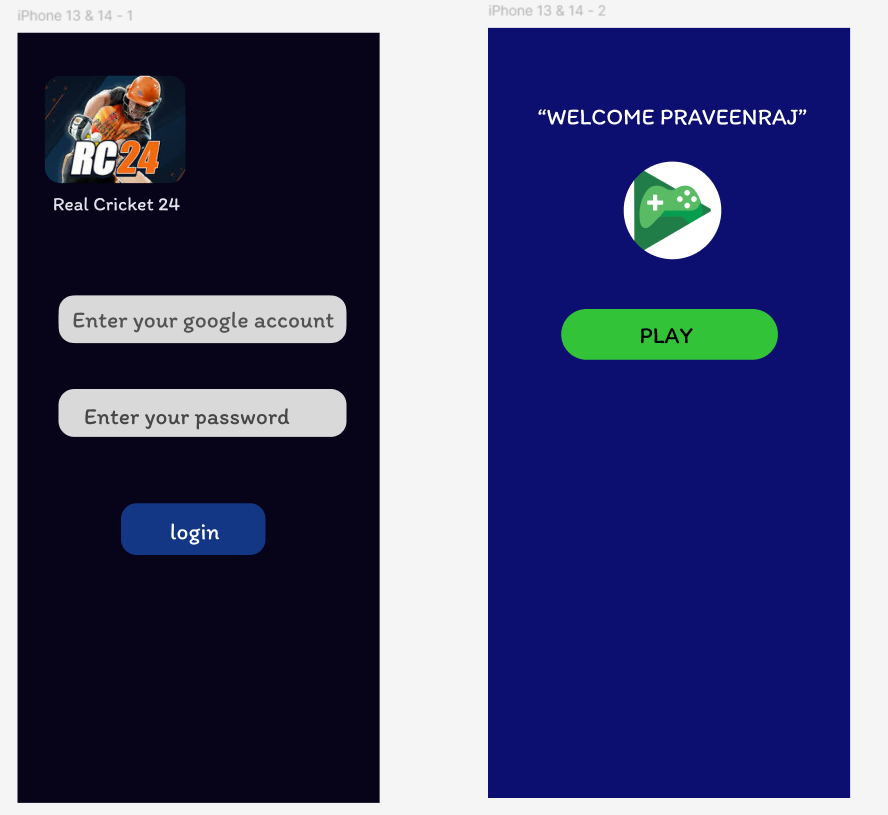 iPhone 13 & 14 - 1
RC24
Real Cricket 24
Enter your google account
Enter your password
login
iPhone 13 & 14 - 2
“WELCOME PRAVEENRAJ”
PLAY